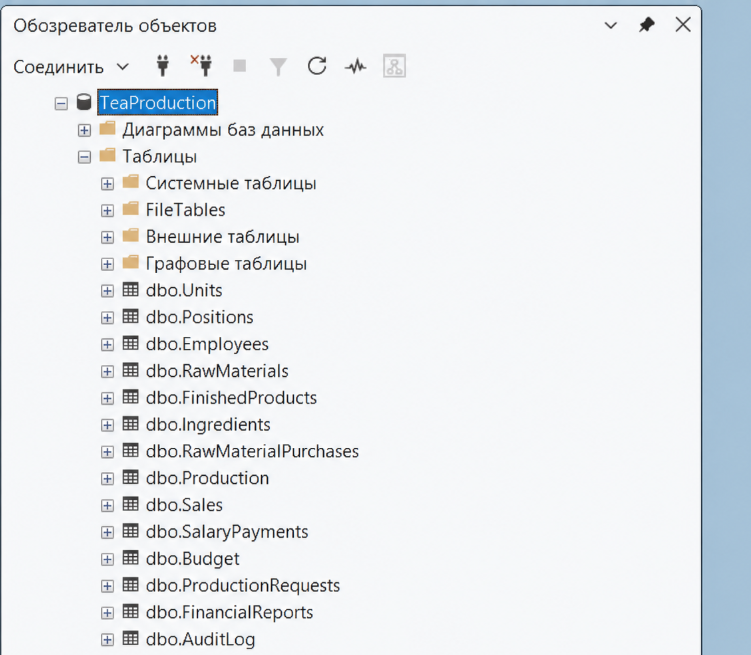 Обозреватель объектов
Соединить
TeaProduction
Диаграммы баз данных
Таблицы
Системные таблицы
FileTables
Внешние таблицы
Графовые таблицы
dbo.Units
dbo.Positions
dbo.Employees
dbo.RawMaterials
dbo.FinishedProducts
dbo.Ingredients
dbo.RawMaterialPurchases
dbo.Production
dbo.Sales
dbo.SalaryPayments
dbo.Budget
dbo.ProductionRequests
dbo.FinancialReports
dbo.AuditLog